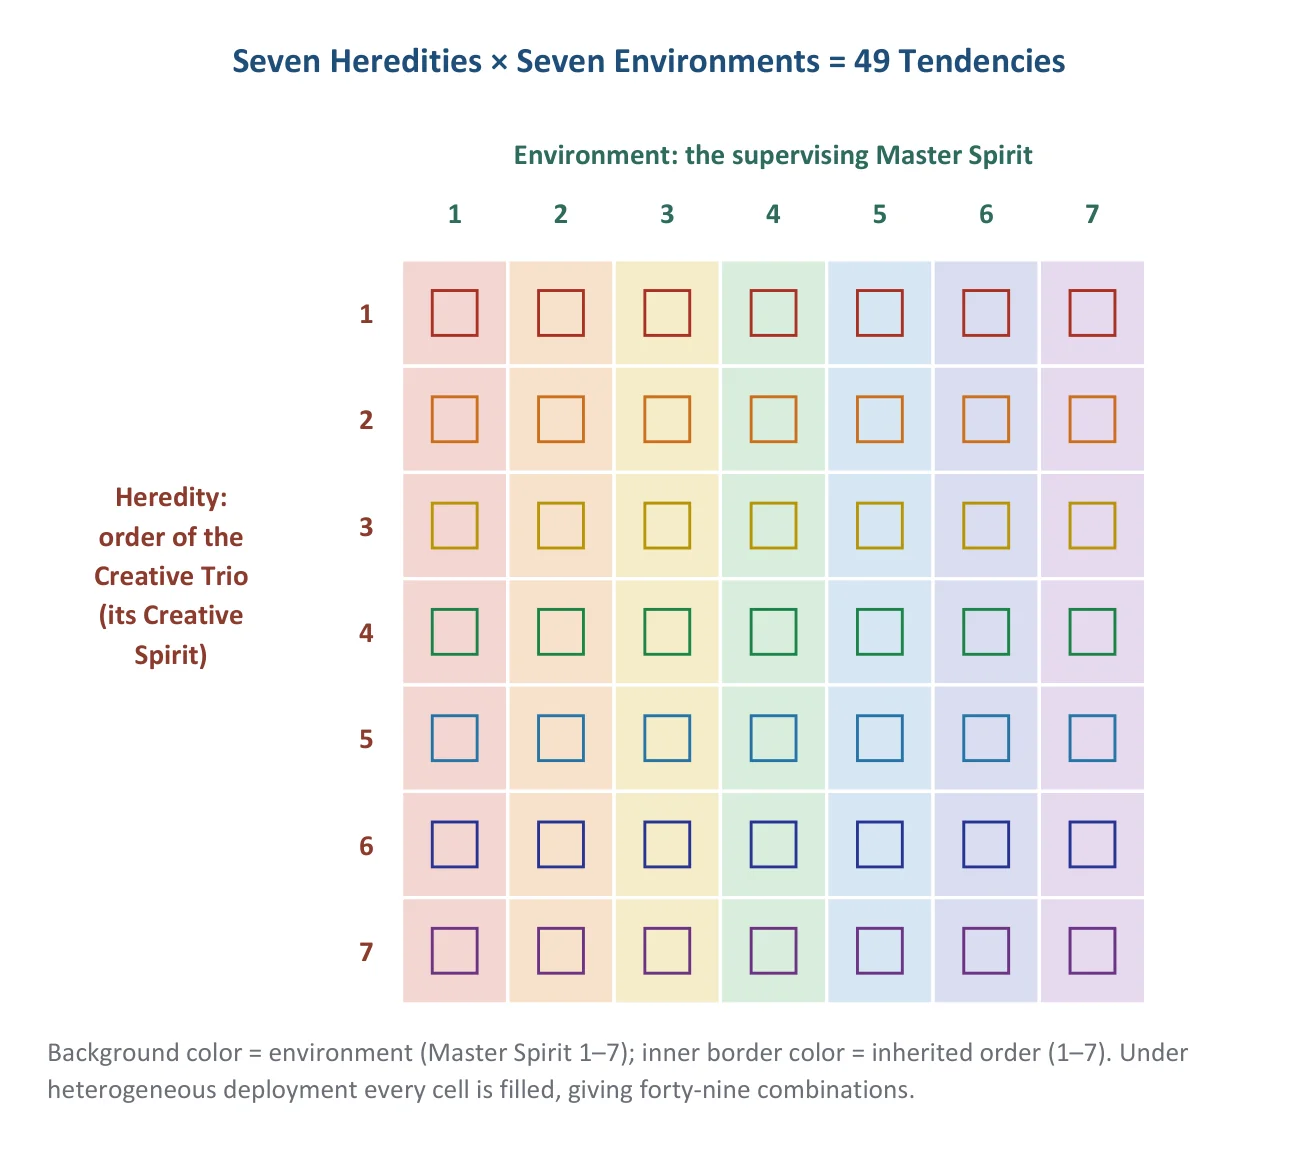 Seven Heredities × Seven Environments = 49 Tendencies
Environment: the supervising Master Spirit
1 2 3 4 5 6 7
1
2
3
Heredity:
order of the
Creative Trio
(its Creative
Spirit)
4
5
6
7
Background color = environment (Master Spirit 1–7); inner border color = inherited order (1–7). Under
heterogeneous deployment every cell is filled, giving forty-nine combinations.